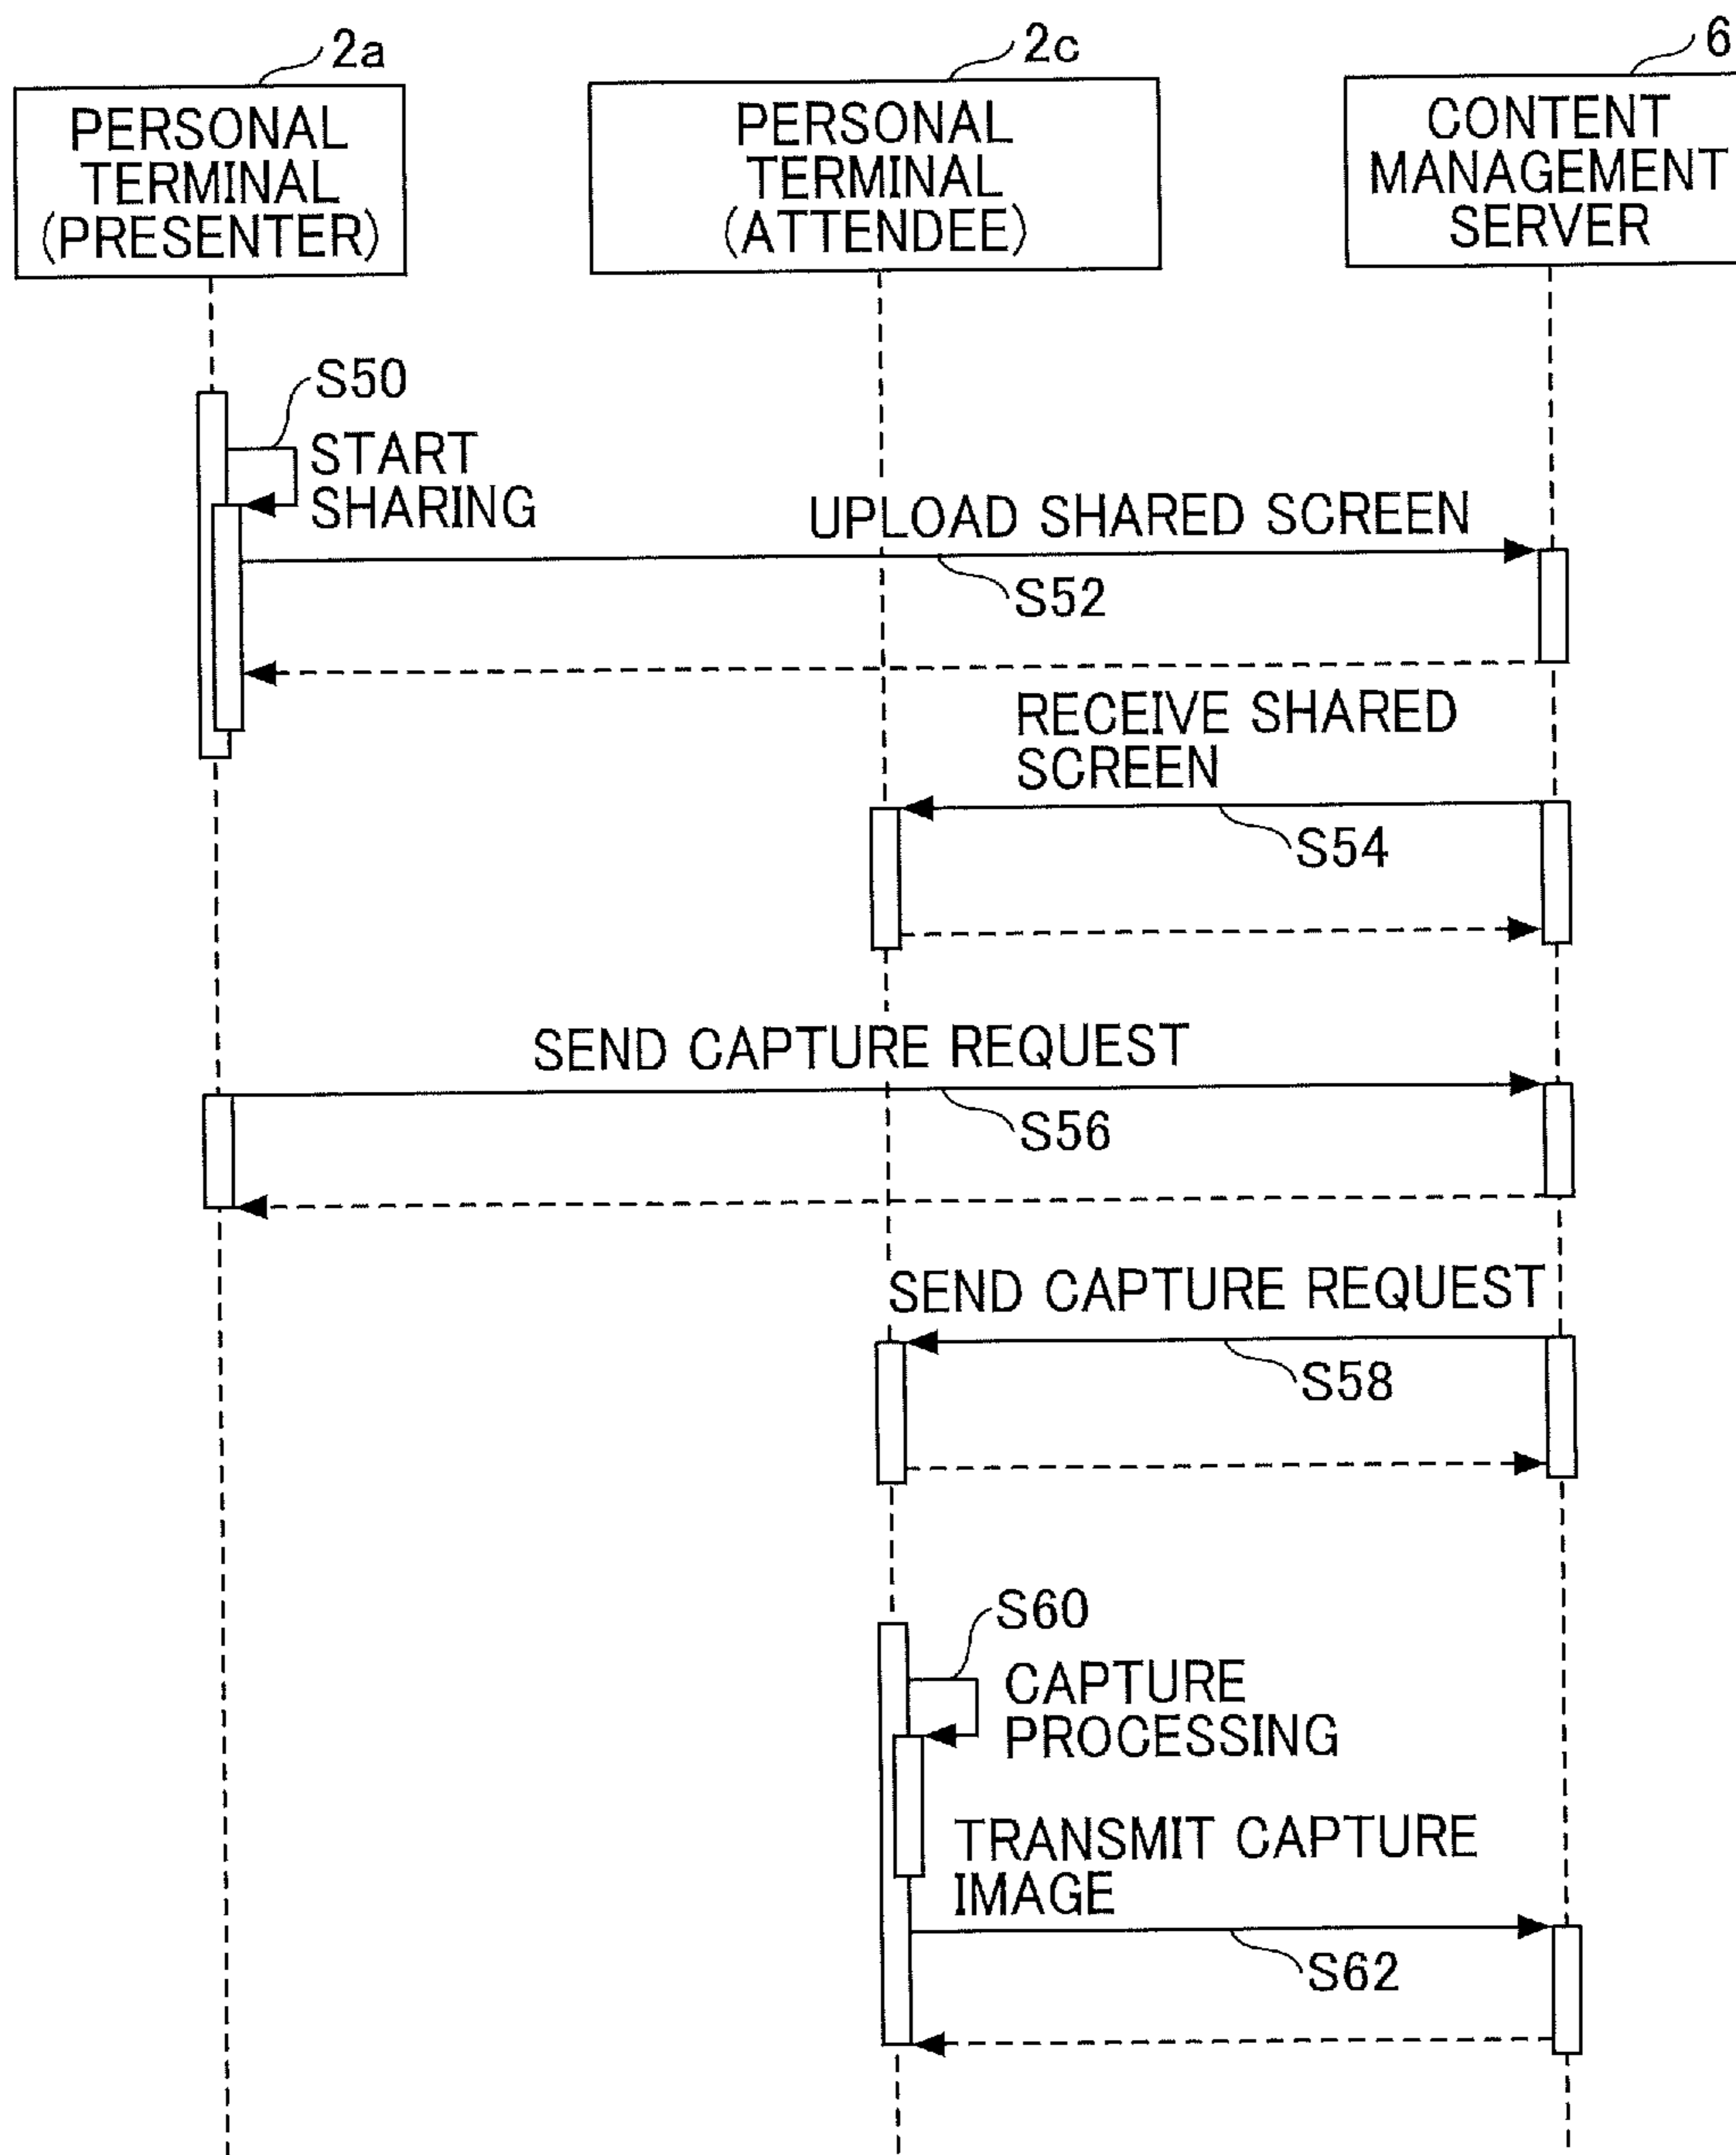 2a
PERSONAL
TERMINAL
(PRESENTER)
2c
PERSONAL
TERMINAL
(ATTENDEE)
6
CONTENT
MANAGEMENT
SERVER
S50
START
SHARING
UPLOAD SHARED SCREEN
S52
RECEIVE SHARED
SCREEN
S54
SEND CAPTURE REQUEST
S56
SEND CAPTURE REQUEST
S58
S60
CAPTURE
PROCESSING
TRANSMIT CAPTURE
IMAGE
S62